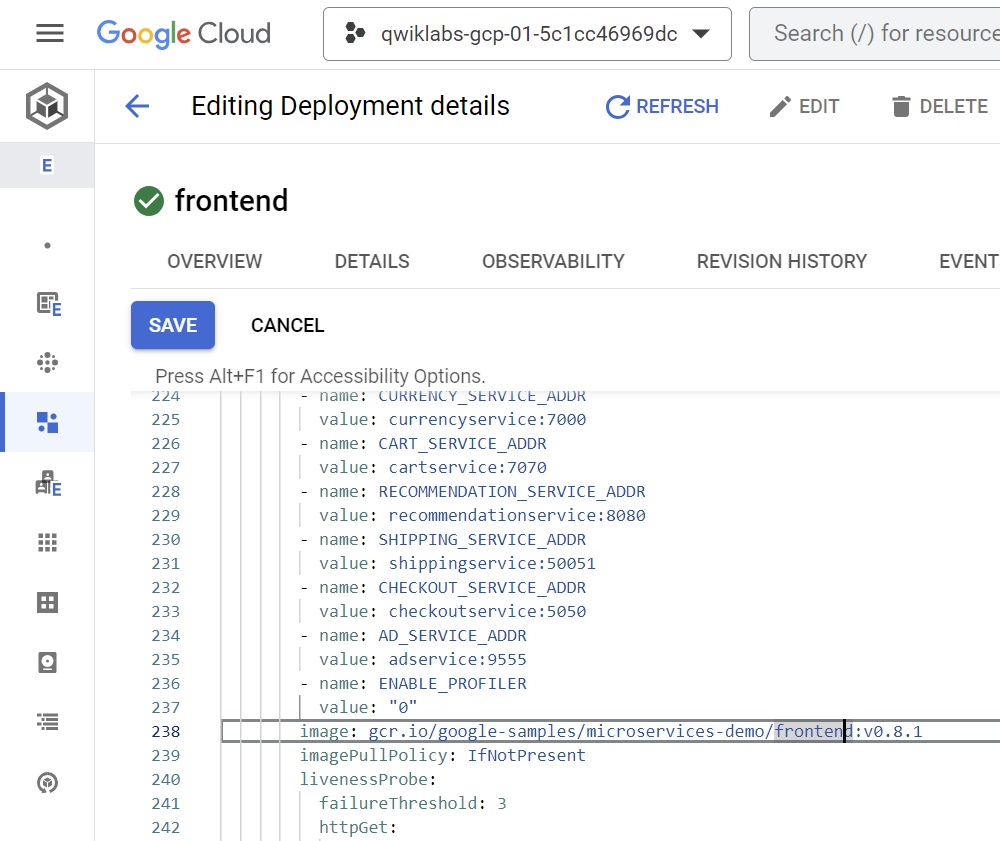 Google Cloud
qwiklabs-gcp-01-5c1cc46969dc
Search (/) for resource
Editing Deployment details
REFRESH
EDIT
DELETE
E
frontend
OVERVIEW
DETAILS
OBSERVABILITY
REVISION HISTORY
EVENT
E
SAVE
CANCEL
Press Alt+F1 for Accessibility Options.
224 - name: CURRENCY_SERVICE_ADDR
225 value: currencyservice:7000
226 - name: CART_SERVICE_ADDR
227 value: cartservice:7070
E
228 - name: RECOMMENDATION_SERVICE_ADDR
229 value: recommendationservice:8080
230 - name: SHIPPING_SERVICE_ADDR
231 value: shippingservice:50051
232 - name: CHECKOUT_SERVICE_ADDR
233 value: checkoutservice:5050
234 - name: AD_SERVICE_ADDR
235 value: adservice:9555
236 - name: ENABLE_PROFILER
237 value: "0"
238 image: gcr.io/google-samples/microservices-demo/frontend:v0.8.1
239 imagePullPolicy: IfNotPresent
240 livenessProbe:
241 failureThreshold: 3
242 httpGet: